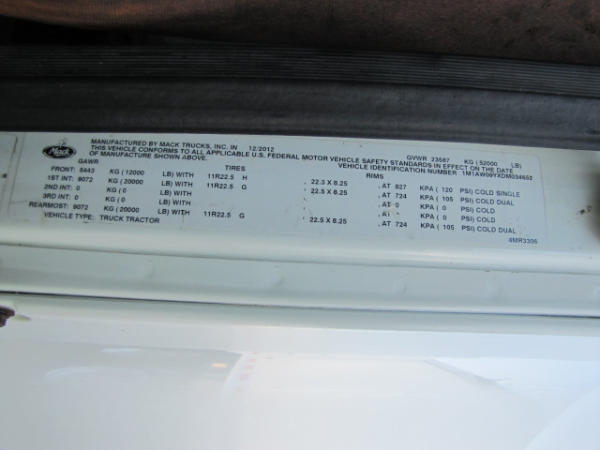 Mack
MANUFACTURED BY MACK TRUCKS, INC. IN 12/2012
THIS VEHICLE CONFORMS TO ALL APPLICABLE U.S. FEDERAL MOTOR VEHICLE SAFETY STANDARDS IN EFFECT ON THE DATE
OF MANUFACTURE SHOWN ABOVE.
GVWR 23587 KG (52000 LB)
VEHICLE IDENTIFICATION NUMBER 1M1AW09YXDM034652
GAWR TIRES RIMS
FRONT: 5443 KG (12000 LB) WITH 11R22.5 H , 22.5 X 8.25 , AT 827 KPA ( 120 PSI) COLD SINGLE
1ST INT: 9072 KG (20000 LB) WITH 11R22.5 G , 22.5 X 8.25 , AT 724 KPA ( 105 PSI) COLD DUAL
2ND INT: 0 KG ( 0 LB) WITH , AT 0 KPA ( 0 PSI) COLD
3RD INT: 0 KG ( 0 LB) WITH , AT 0 KPA ( 0 PSI) COLD
REARMOST: 9072 KG (20000 LB) WITH 11R22.5 G , 22.5 X 8.25 , AT 724 KPA ( 105 PSI) COLD DUAL
VEHICLE TYPE: TRUCK TRACTOR
4MR3306